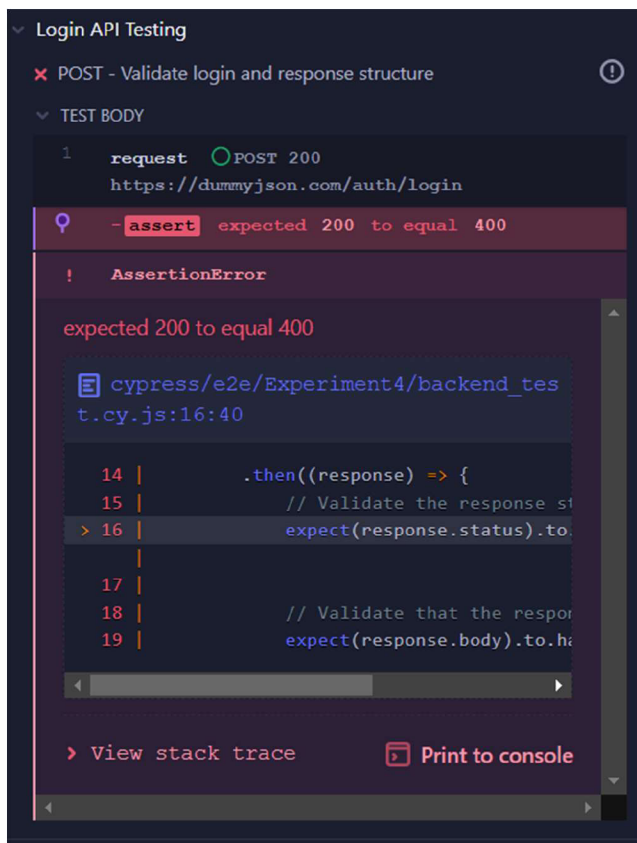 Login API Testing
POST - Validate login and response structure
TEST BODY
1 request POST 200
https://dummyjson.com/auth/login
-assert expected 200 to equal 400
! AssertionError
expected 200 to equal 400
cypress/e2e/Experiment4/backend_tes
t.cy.js:16:40
14 | .then((response) => {
15 | // Validate the response
> 16 | expect(response.status).to.
|
17 |
18 | // Validate that the
19 | expect(response.body).to.
> View stack trace Print to console